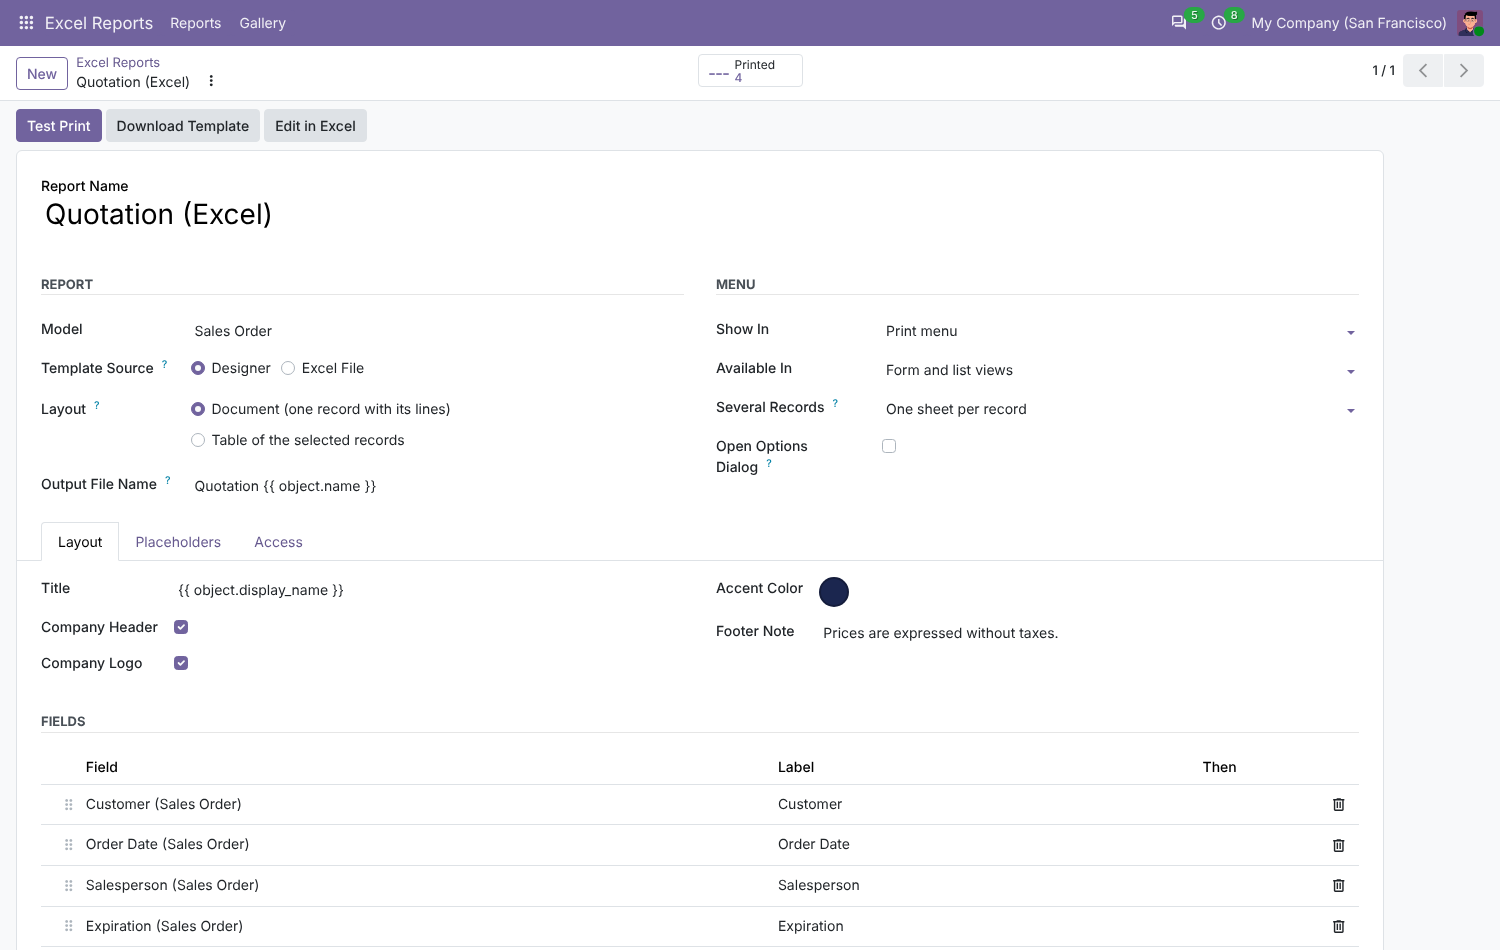 Excel Reports Reports Gallery 5 8 My Company (San Francisco)
New
Excel Reports
Quotation (Excel)
Printed
4
1 / 1
Test Print Download Template Edit in Excel
Report Name
Quotation (Excel)
REPORT
Model Sales Order
Template Source ? Designer Excel File
Layout ? Document (one record with its lines)
Table of the selected records
Output File Name ? Quotation {{ object.name }}
MENU
Show In Print menu
Available In Form and list views
Several Records ? One sheet per record
Open Options
Dialog ?
Layout Placeholders Access
Title {{ object.display_name }}
Company Header
Company Logo
Accent Color
Footer Note Prices are expressed without taxes.
FIELDS
Field Label Then
Customer (Sales Order) Customer
Order Date (Sales Order) Order Date
Salesperson (Sales Order) Salesperson
Expiration (Sales Order) Expiration